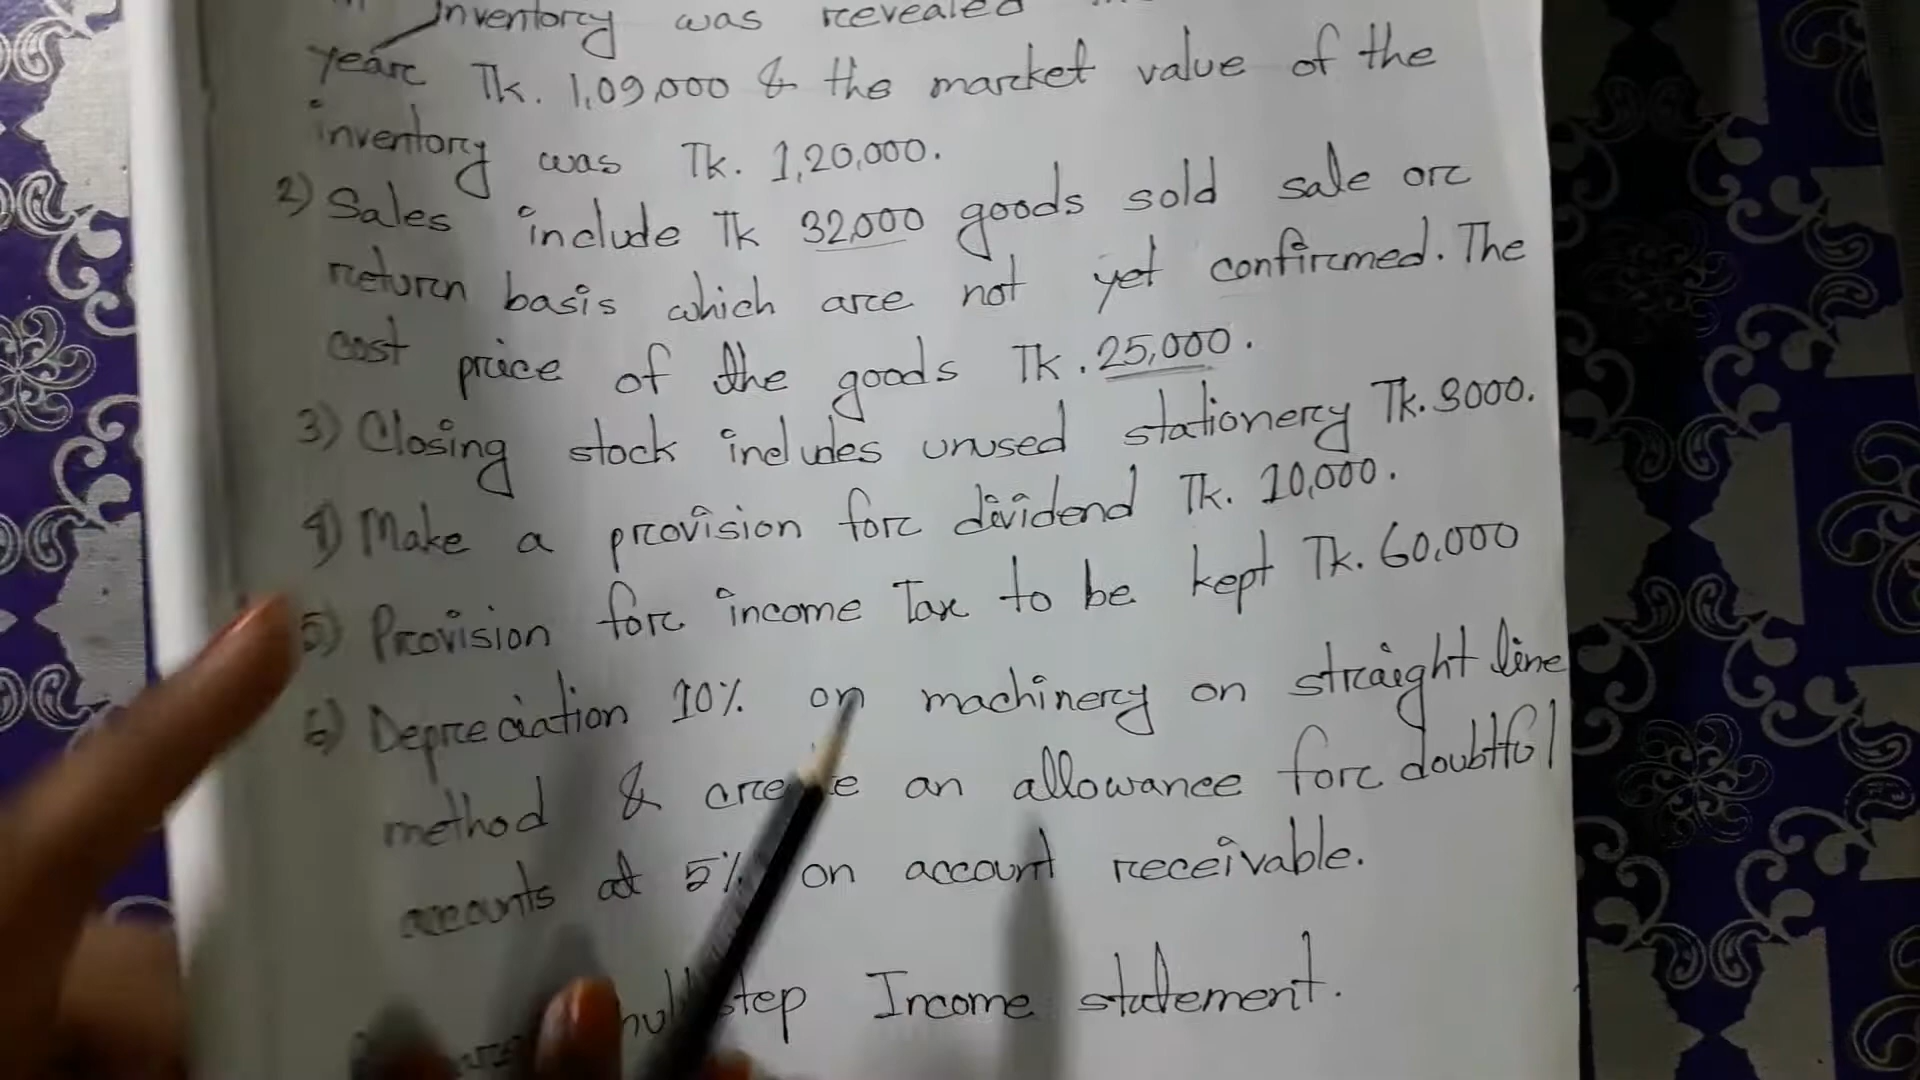 Inventory was revealed
year Tk. 1,09,000 & the market value of the
inventory was Tk. 1,20,000.
2) Sales include Tk 32,000 goods sold sale or
return basis which are not yet confirmed. The
cost price of the goods Tk. 25,000.
3) Closing stock includes unused stationery Tk. 3000.
4) Make a provision for dividend Tk. 10,000.
5) Provision for income Tax to be kept Tk. 60,000
6) Depreciation 10% on machinery on straight line
method & create an allowance for doubtful
accounts at 5% on account receivable.
step Income statement.